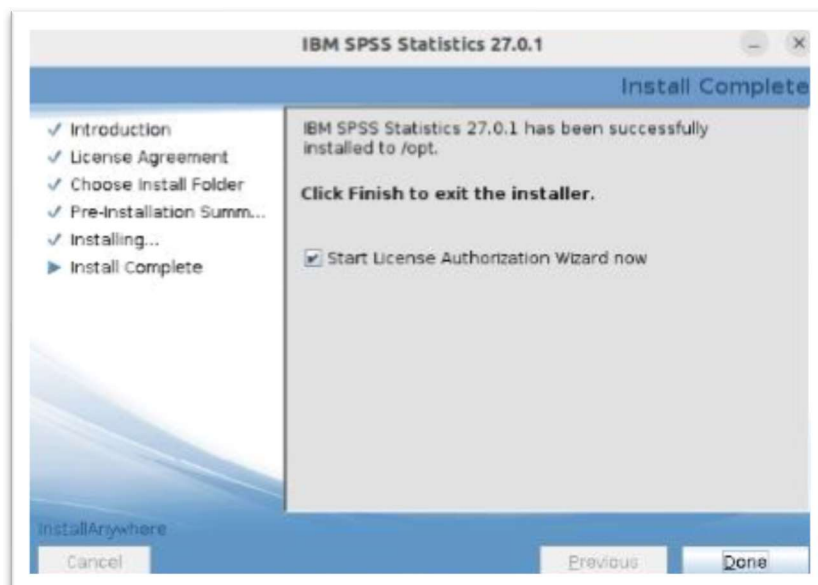 IBM SPSS Statistics 27.0.1
Install Complete
✓ Introduction
✓ License Agreement
✓ Choose Install Folder
✓ Pre-Installation Summ...
✓ Installing...
▶ Install Complete
IBM SPSS Statistics 27.0.1 has been successfully
installed to /opt.
Click Finish to exit the installer.
Start License Authorization Wizard now
InstallAnywhere
Cancel
Previous
Done